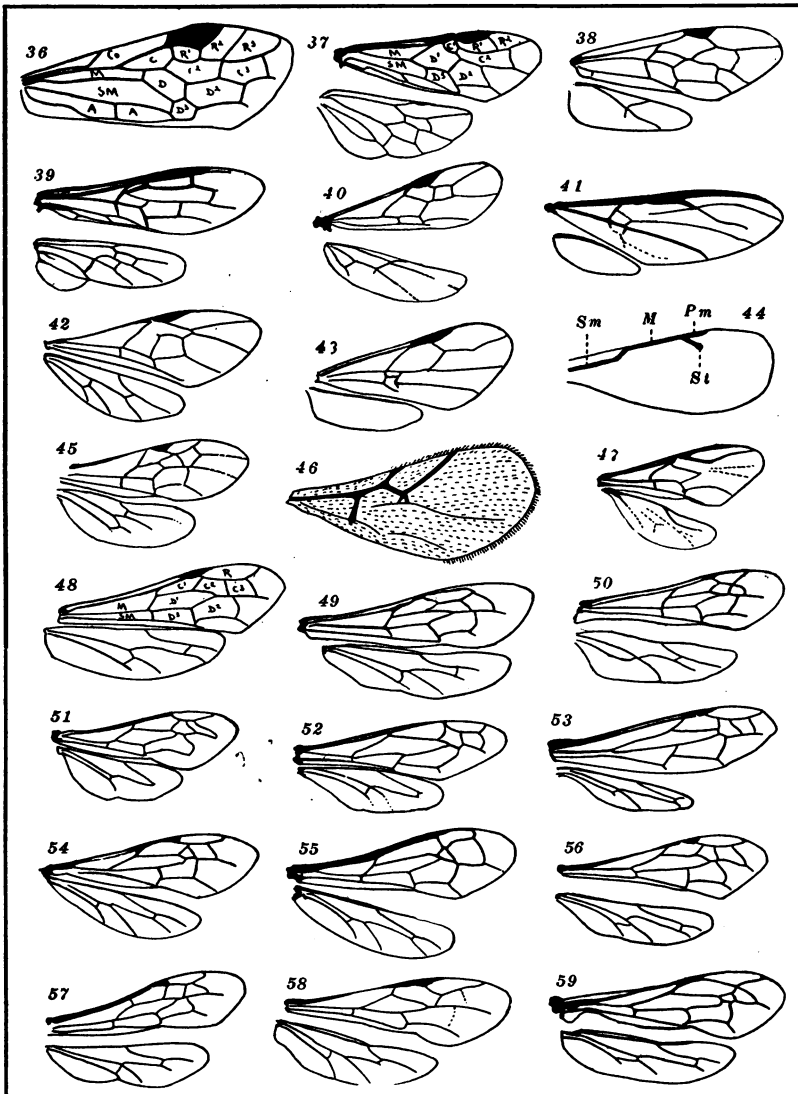 36
Co C R¹ R² R³
M C² C³
SM D D²
A A D³
37
M C¹ R¹ R²
SM D¹ C²
D³ D²
38
39
40
41
42
43
44
Sm M Pm
St
45
46
47
48
C¹ C² R C³
M D¹
SM D³ D²
49
50
51
52
53
54
55
56
57
58
59